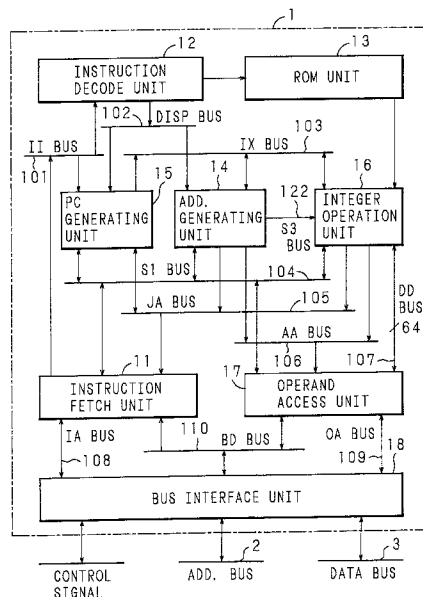 1
12
13
INSTRUCTION
DECODE UNIT
ROM UNIT
102
DISP BUS
II BUS
101
IX BUS
103
15
14
16
122
PC
GENERATING
UNIT
ADD.
GENERATING
UNIT
INTEGER
OPERATION
UNIT
S3
BUS
S1 BUS
104
JA BUS
105
DD
BUS
64
AA BUS
106
107
11
17
INSTRUCTION
FETCH UNIT
OPERAND
ACCESS UNIT
IA BUS
110
BD BUS
OA BUS
18
108
109
BUS INTERFACE UNIT
2
3
CONTROL
SIGNAL
ADD. BUS
DATA BUS